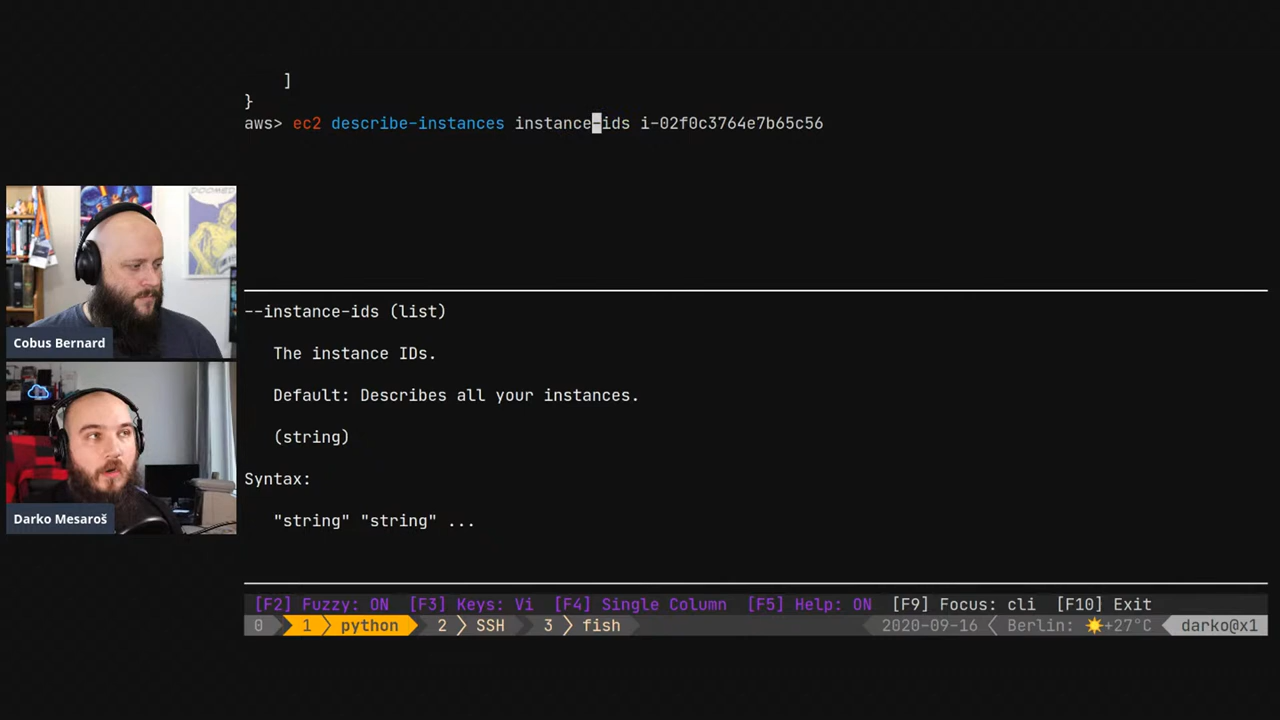 ]
}
aws> ec2 describe-instances instance-ids i-02f0c3764e7b65c56
DOOMED
Cobus Bernard
Darko Mesaroš
--instance-ids (list)
The instance IDs.
Default: Describes all your instances.
(string)
Syntax:
"string" "string" ...
[F2] Fuzzy: ON [F3] Keys: Vi [F4] Single Column [F5] Help: ON [F9] Focus: cli [F10] Exit
0 1 python 2 SSH 3 fish 2020-09-16 Berlin: ☀️+27°C darko@x1